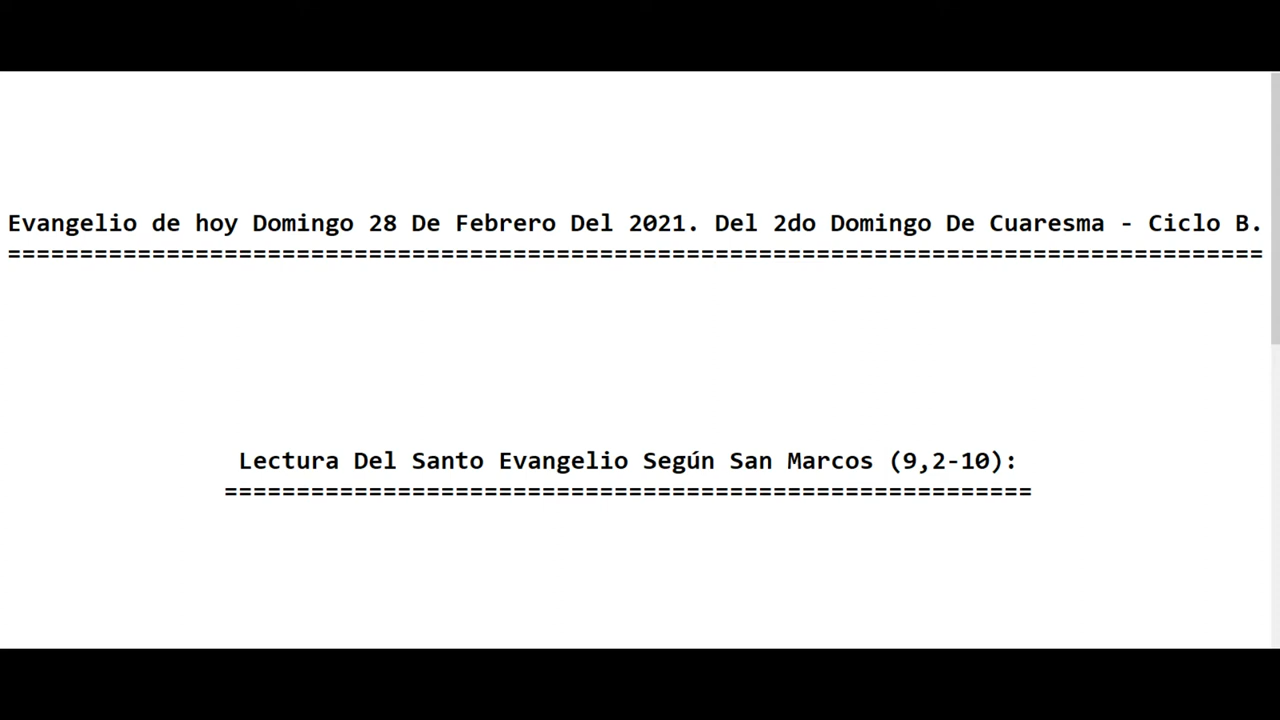 Evangelio de hoy Domingo 28 De Febrero Del 2021. Del 2do Domingo De Cuaresma - Ciclo B.
=======================================================================================
Lectura Del Santo Evangelio Según San Marcos (9,2-10):
========================================================